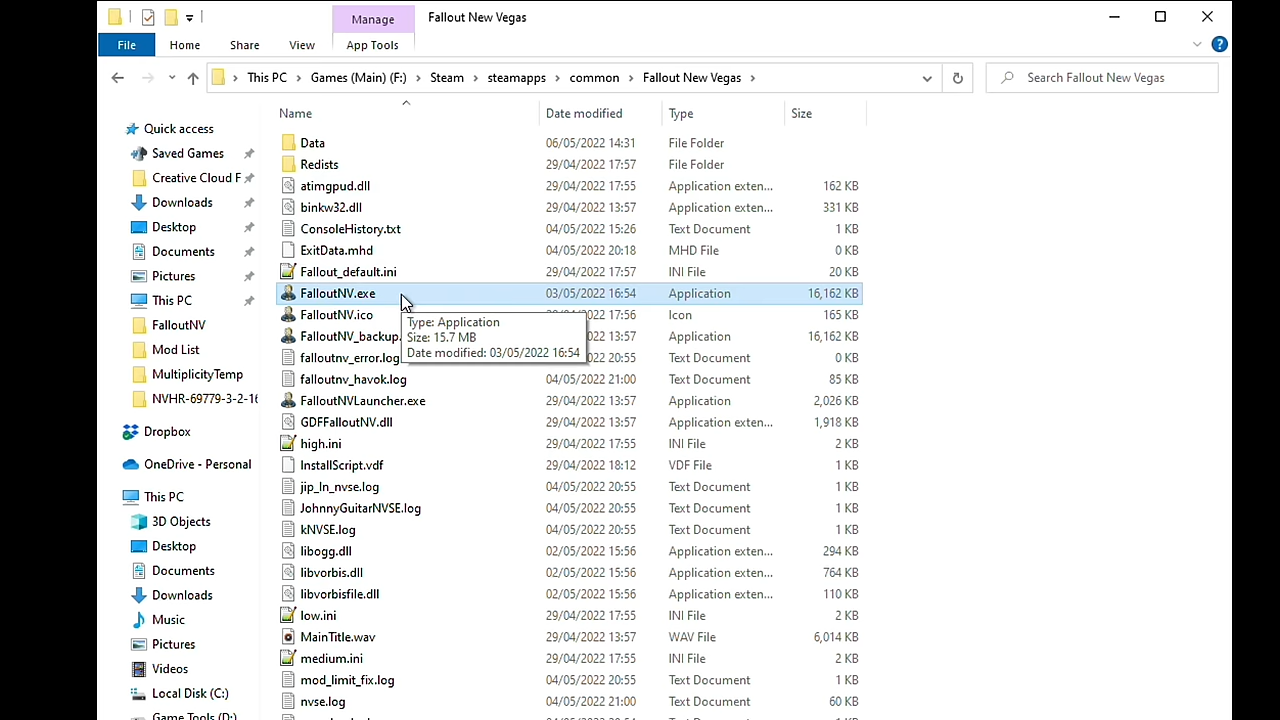 Manage
Fallout New Vegas
File
Home
Share
View
App Tools
This PC > Games (Main) (F:) > Steam > steamapps > common > Fallout New Vegas >
Search Fallout New Vegas
Name
Date modified
Type
Size
Quick access
Saved Games
Creative Cloud F
Downloads
Desktop
Documents
Pictures
This PC
FalloutNV
Mod List
MultiplicityTemp
NVHR-69779-3-2-16
Dropbox
OneDrive - Personal
This PC
3D Objects
Desktop
Documents
Downloads
Music
Pictures
Videos
Local Disk (C:)
Game Tools (D:)
Data 06/05/2022 14:31 File Folder
Redists 29/04/2022 17:57 File Folder
atimgpud.dll 29/04/2022 17:55 Application exten... 162 KB
binkw32.dll 29/04/2022 13:57 Application exten... 331 KB
ConsoleHistory.txt 04/05/2022 15:26 Text Document 1 KB
ExitData.mhd 04/05/2022 20:18 MHD File 0 KB
Fallout_default.ini 29/04/2022 17:57 INI File 20 KB
FalloutNV.exe 03/05/2022 16:54 Application 16,162 KB
FalloutNV.ico 29/04/2022 17:56 Icon 165 KB
FalloutNV_backup. 13:57 Application 16,162 KB
falloutnv_error.log 20:55 Text Document 0 KB
Type: Application
Size: 15.7 MB
Date modified: 03/05/2022 16:54
falloutnv_havok.log 04/05/2022 21:00 Text Document 85 KB
FalloutNVLauncher.exe 29/04/2022 13:57 Application 2,026 KB
GDFFalloutNV.dll 29/04/2022 13:57 Application exten... 1,918 KB
high.ini 29/04/2022 17:55 INI File 2 KB
InstallScript.vdf 29/04/2022 18:12 VDF File 1 KB
jip_ln_nvse.log 04/05/2022 20:55 Text Document 1 KB
JohnnyGuitarNVSE.log 04/05/2022 20:55 Text Document 1 KB
kNVSE.log 04/05/2022 20:55 Text Document 1 KB
libogg.dll 02/05/2022 15:56 Application exten... 294 KB
libvorbis.dll 02/05/2022 15:56 Application exten... 764 KB
libvorbisfile.dll 02/05/2022 15:56 Application exten... 110 KB
low.ini 29/04/2022 17:55 INI File 2 KB
MainTitle.wav 29/04/2022 13:57 WAV File 6,014 KB
medium.ini 29/04/2022 17:55 INI File 2 KB
mod_limit_fix.log 04/05/2022 20:55 Text Document 1 KB
nvse.log 04/05/2022 21:00 Text Document 60 KB